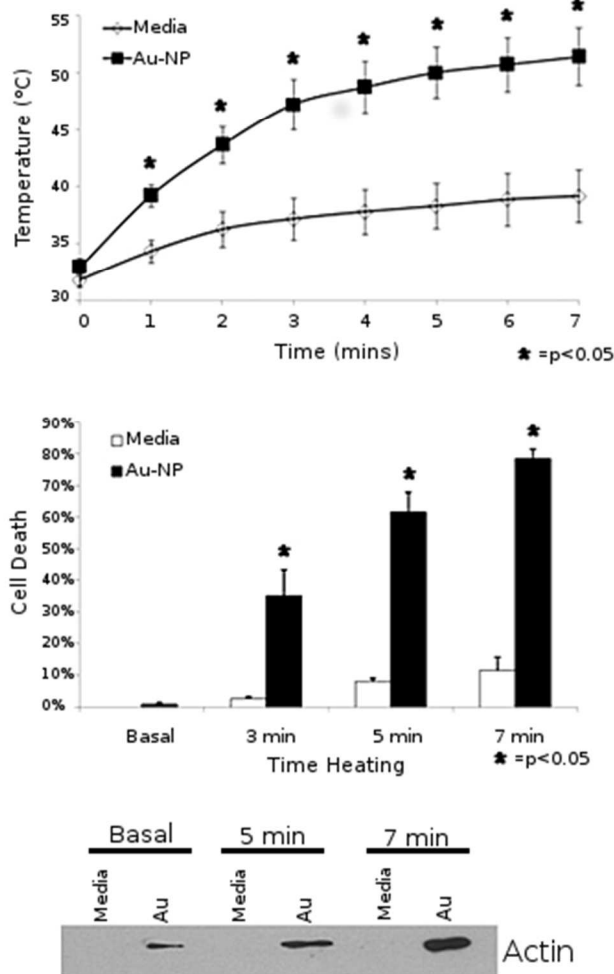 55
50
45
40
35
30
Temperature (°C)
Media
Au-NP
* * * * * * *
0 1 2 3 4 5 6 7
Time (mins)
* =p<0.05
90%
80%
70%
60%
50%
40%
30%
20%
10%
0%
Cell Death
Media
Au-NP
* * *
Basal 3 min 5 min 7 min
Time Heating
* =p<0.05
Basal 5 min 7 min
Media Au Media Au Media Au
Actin